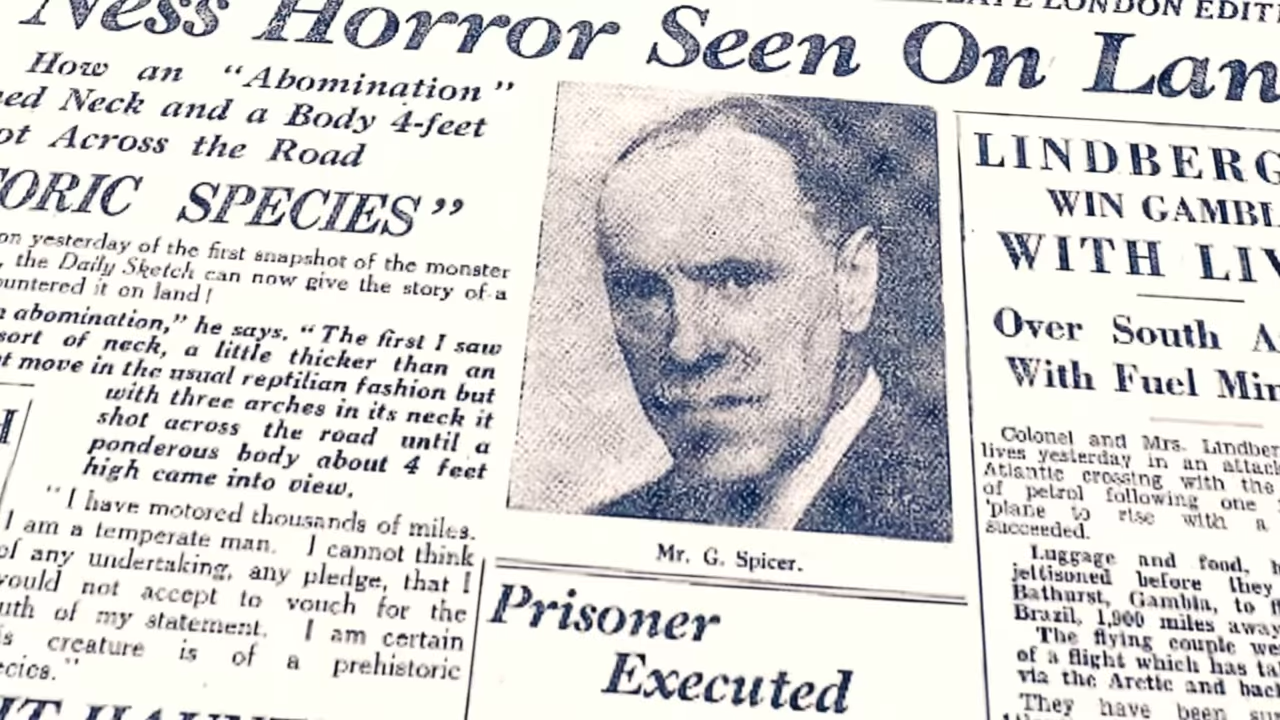 Ness Horror Seen On Lan
LATE LONDON EDIT
How an "Abomination"
ed Neck and a Body 4-feet
ot Across the Road
ORIC SPECIES"
on yesterday of the first snapshot of the monster
, the Daily Sketch can now give the story of a
ountered it on land!
abomination," he says. "The first I saw
sort of neck, a little thicker than an
t move in the usual reptilian fashion but
with three arches in its neck it
shot across the road until a
ponderous body about 4 feet
high came into view.
"I have motored thousands of miles.
I am a temperate man. I cannot think
of any undertaking, any pledge, that I
would not accept to vouch for the
uth of my statement. I am certain
is creature is of a prehistoric
ecies."
Mr. G. Spicer.
Prisoner
Executed
LINDBERG
WIN GAMBL
WITH LIV
Over South A
With Fuel Min
Colonel and Mrs. Lindber
lives yesterday in an attack
Atlantic crossing with the
of petrol following one
'plane to rise with a
succeeded.
Luggage and food, h
jettisoned before they
Bathurst, Gambia, to f
Brazil, 1,900 miles away
The flying couple we
of a flight which has ta
via the Arctic and back
They have been su